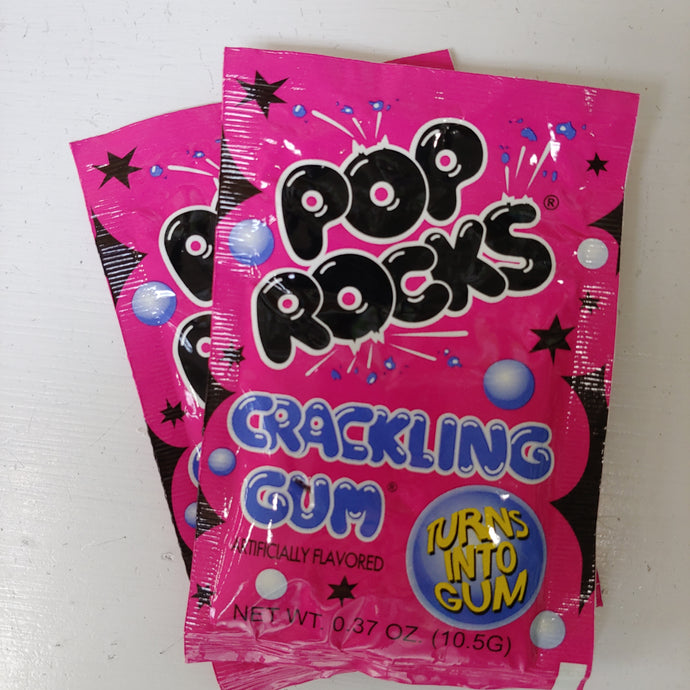 POP
ROCKS®
CRACKLING
GUM®
ARTIFICIALLY FLAVORED
TURNS
INTO
GUM
NET WT. 0.37 OZ. (10.5G)